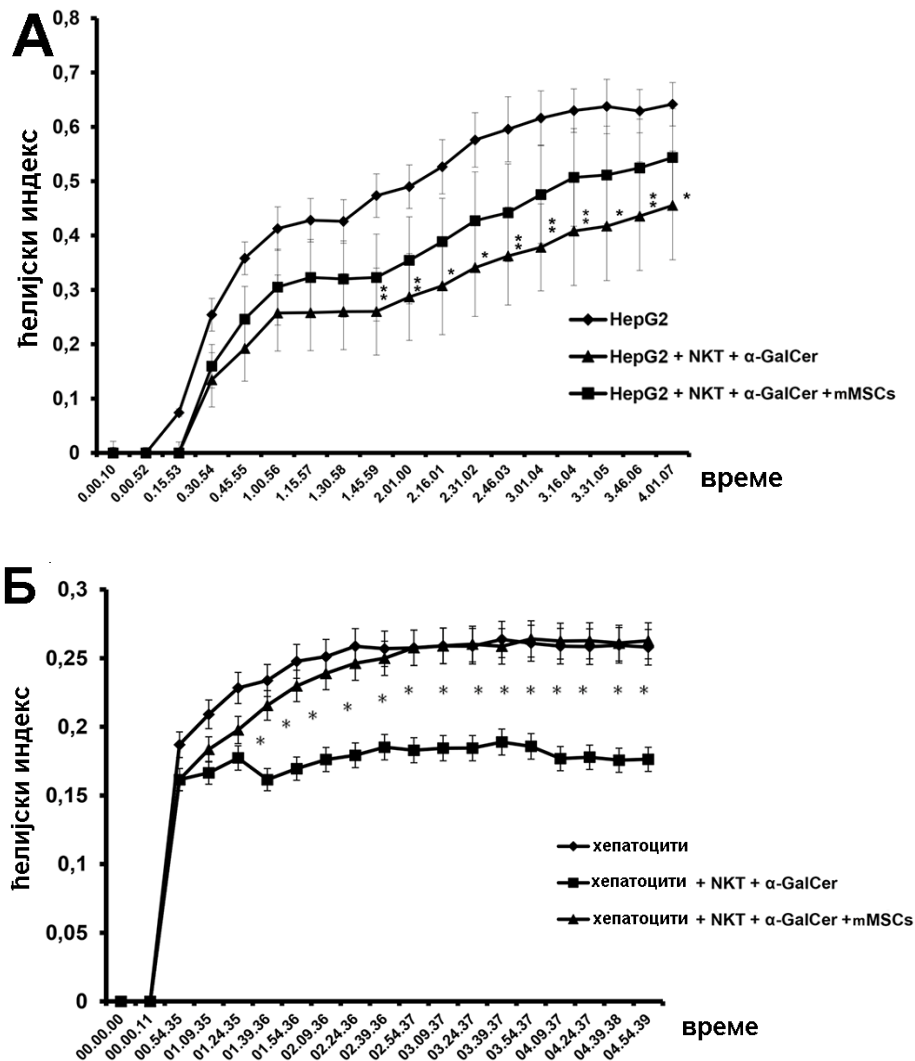 А
ћелијски индекс
0,8
0,7
0,6
0,5
0,4
0,3
0,2
0,1
0
** ** * * ** ** ** * ** *
HepG2
HepG2 + NKT + α-GalCer
HepG2 + NKT + α-GalCer +mMSCs
0.00.10 0.00.52 0.15.53 0.30.54 0.45.55 1.00.56 1.15.57 1.30.58 1.45.59 2.01.00 2.16.01 2.31.02 2.46.03 3.01.04 3.16.04 3.31.05 3.46.06 4.01.07
време
Б
ћелијски индекс
0,3
0,25
0,2
0,15
0,1
0,05
0
* * * * * * * * * * * * * *
хепатоцити
хепатоцити + NKT + α-GalCer
хепатоцити + NKT + α-GalCer +mMSCs
00.00.00 00.00.11 00.54.35 01.09.35 01.24.35 01.39.36 01.54.36 02.09.36 02.24.36 02.39.36 02.54.37 03.09.37 03.24.37 03.39.37 03.54.37 04.09.37 04.24.37 04.39.38 04.54.39
време